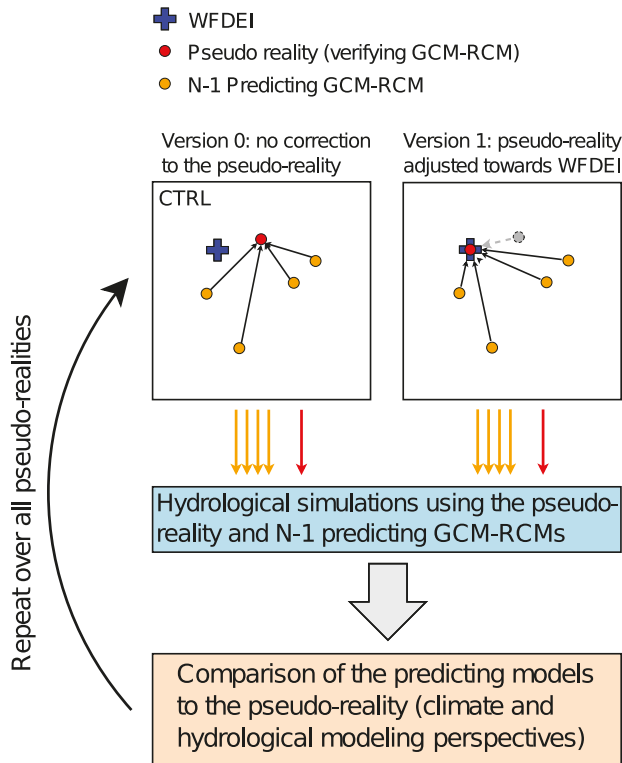 WFDEI
Pseudo reality (verifying GCM-RCM)
N-1 Predicting GCM-RCM
Version 0: no correction
to the pseudo-reality
Version 1: pseudo-reality
adjusted towards WFDEI
CTRL
Repeat over all pseudo-realities
Hydrological simulations using the pseudo-
reality and N-1 predicting GCM-RCMs
Comparison of the predicting models
to the pseudo-reality (climate and
hydrological modeling perspectives)